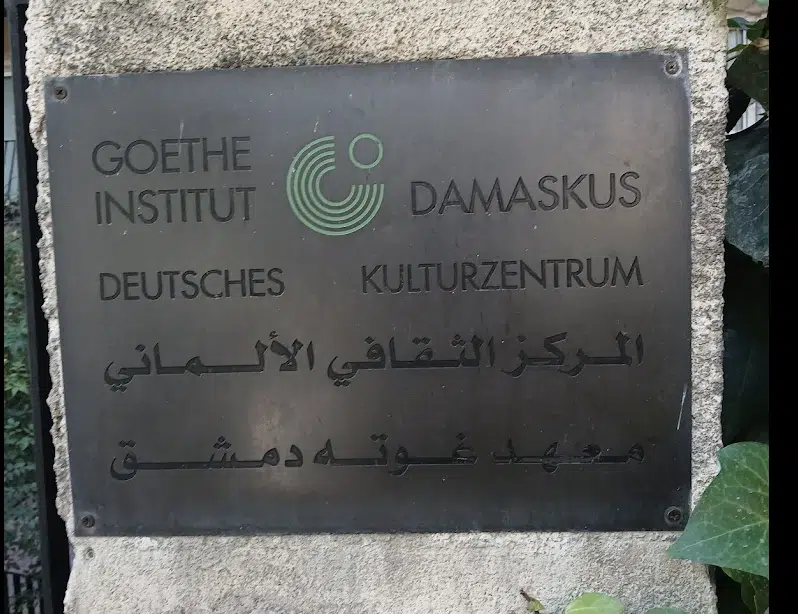 GOETHE
INSTITUT
DAMASKUS
DEUTSCHES KULTURZENTRUM
المركز الثقافي الألماني
معهد غوته دمشق